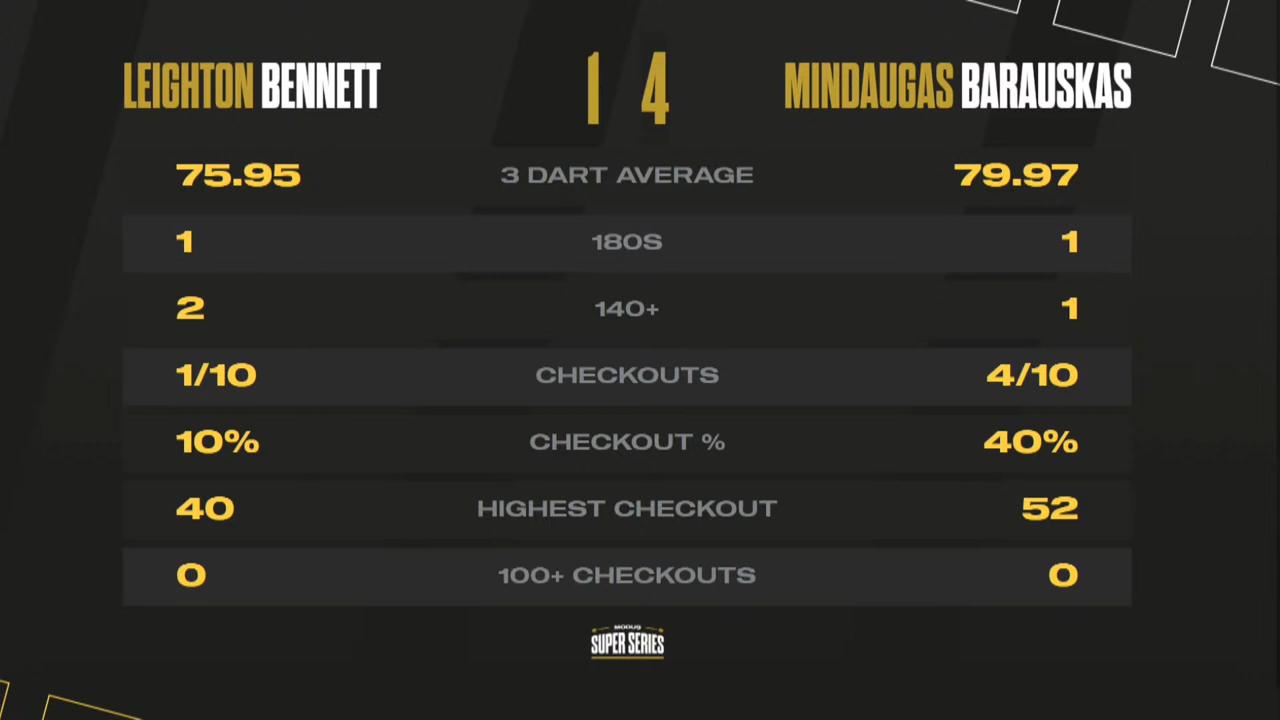 LEIGHTON BENNETT 1 4 MINDAUGAS BARAUSKAS
75.95 3 DART AVERAGE 79.97
1 180S 1
2 140+ 1
1/10 CHECKOUTS 4/10
10% CHECKOUT % 40%
40 HIGHEST CHECKOUT 52
0 100+ CHECKOUTS 0
MODUS
SUPER SERIES